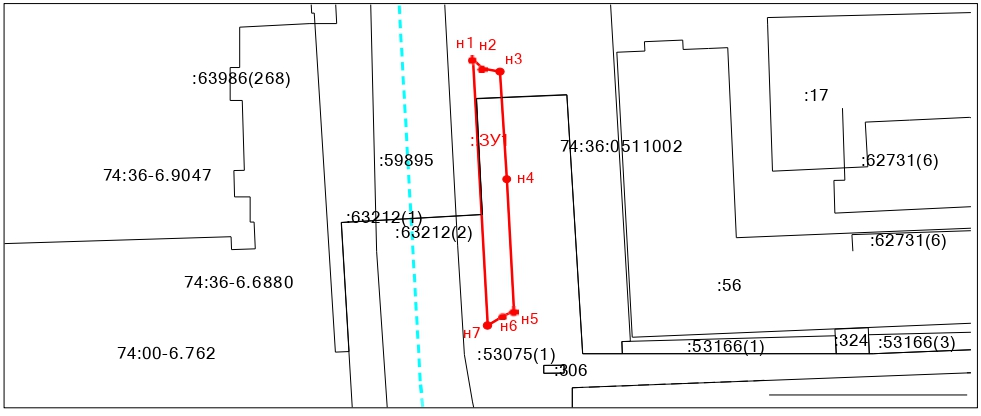 н1 н2
н3
:63986(268)
:17
:ЗУ1
74:36:0511002
:59895
:62731(6)
74:36-6.9047
н4
:63212(1)
:63212(2)
:62731(6)
74:36-6.6880
:56
н5
н6
н7
:324
:53166(3)
:53166(1)
74:00-6.762
:53075(1)
:306